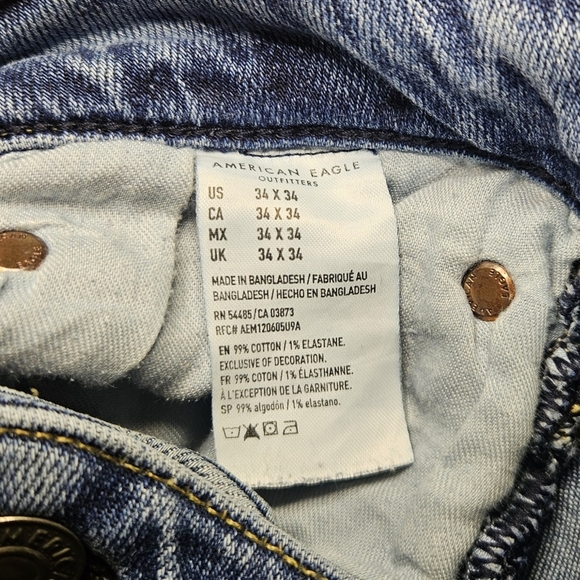 AMERICAN EAGLE
OUTFITTERS
US 34 X 34
CA 34 X 34
MX 34 X 34
UK 34 X 34
MADE IN BANGLADESH / FABRIQUÉ AU
BANGLADESH / HECHO EN BANGLADESH
RN 54485/CA 03873
RFC# AEM120605U9A
EN 99% COTTON / 1% ELASTANE.
EXCLUSIVE OF DECORATION.
FR 99% COTON / 1% ÉLASTHANNE.
À L'EXCEPTION DE LA GARNITURE.
SP 99% algodón / 1% elastano.